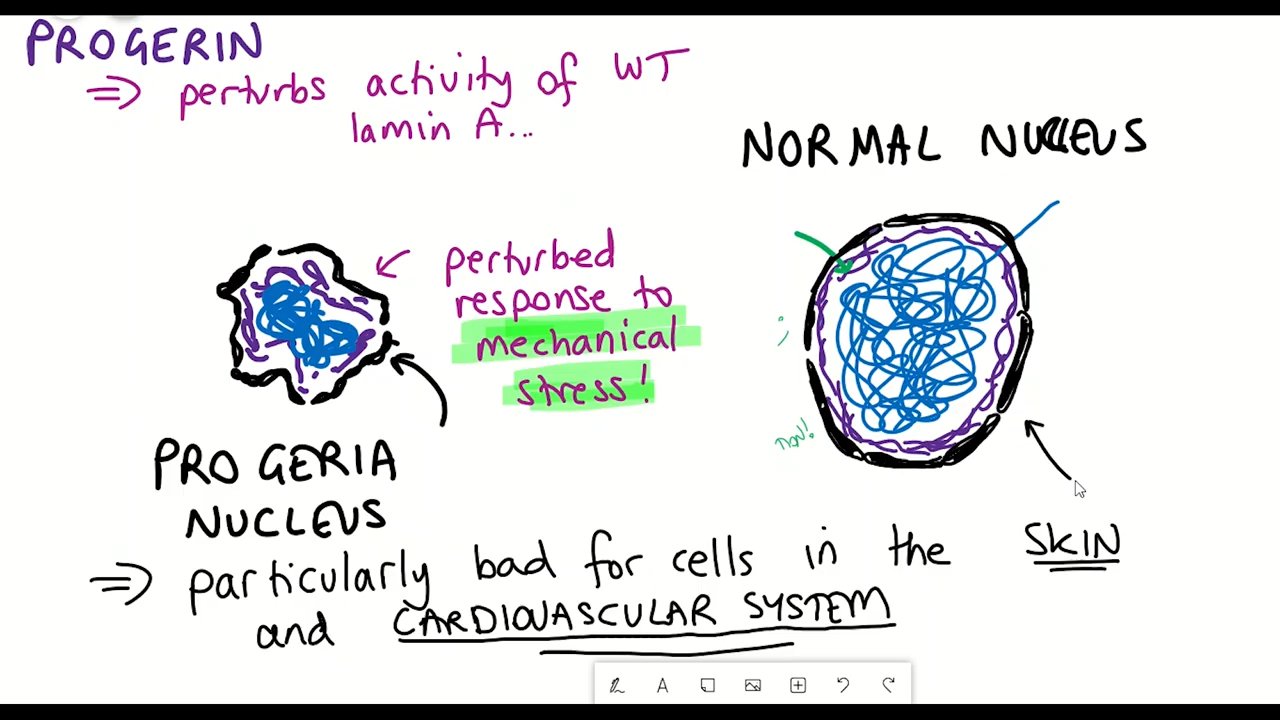 PROGERIN
⇒ perturbs activity of WT
lamin A...
NORMAL NUCLEUS
perturbed
response to
mechanical
stress!
PROGERIA
NUCLEUS
⇒ particularly bad for cells in the SKIN
and CARDIOVASCULAR SYSTEM
A